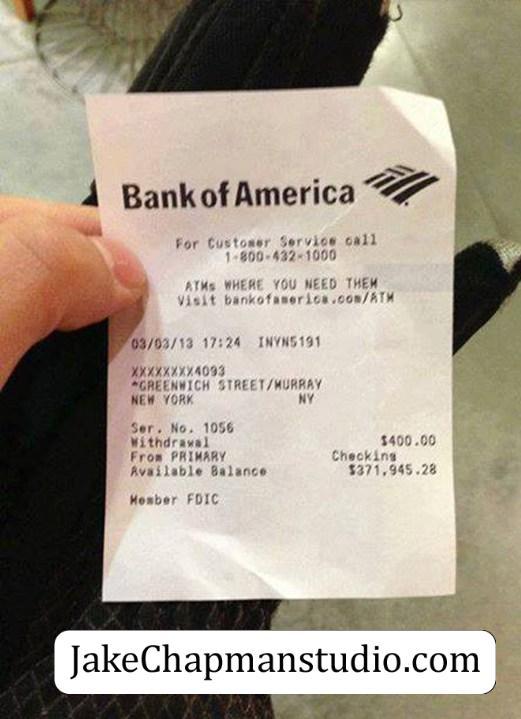 Bank of America
For Customer Service call
1-800-432-1000
ATMs WHERE YOU NEED THEM
Visit bankofamerica.com/ATM
03/03/13 17:24 INYN5191
XXXXXXXX4093
*GREENWICH STREET/MURRAY
NEW YORK NY
Ser. No. 1056
Withdrawal $400.00
From PRIMARY Checking
Available Balance $371,945.28
Member FDIC
JakeChapmanstudio.com